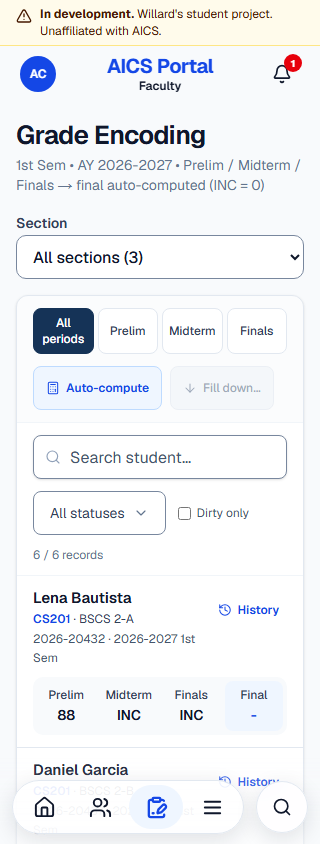 In development. Willard's student project.
Unaffiliated with AICS.
AC
AICS Portal
Faculty
1
Grade Encoding
1st Sem • AY 2026-2027 • Prelim / Midterm /
Finals → final auto-computed (INC = 0)
Section
All sections (3)
All
periods
Prelim
Midterm
Finals
Auto-compute
Fill down...
Search student...
All statuses
Dirty only
6 / 6 records
Lena Bautista
History
CS201 · BSCS 2-A
2026-20432 · 2026-2027 1st
Sem
Prelim
Midterm
Finals
Final
88
INC
INC
-
Daniel Garcia
History
CS201 · BSCS 2-B